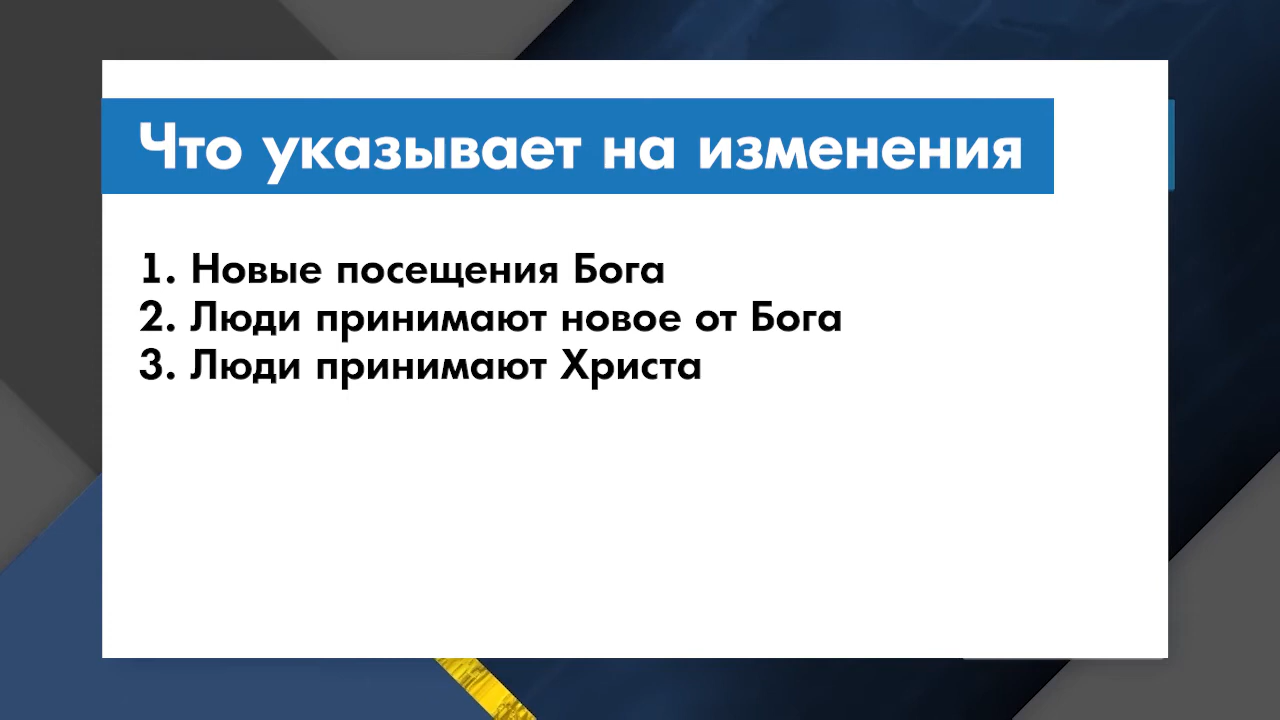 Что указывает на изменения
1. Новые посещения Бога
2. Люди принимают новое от Бога
3. Люди принимают Христа